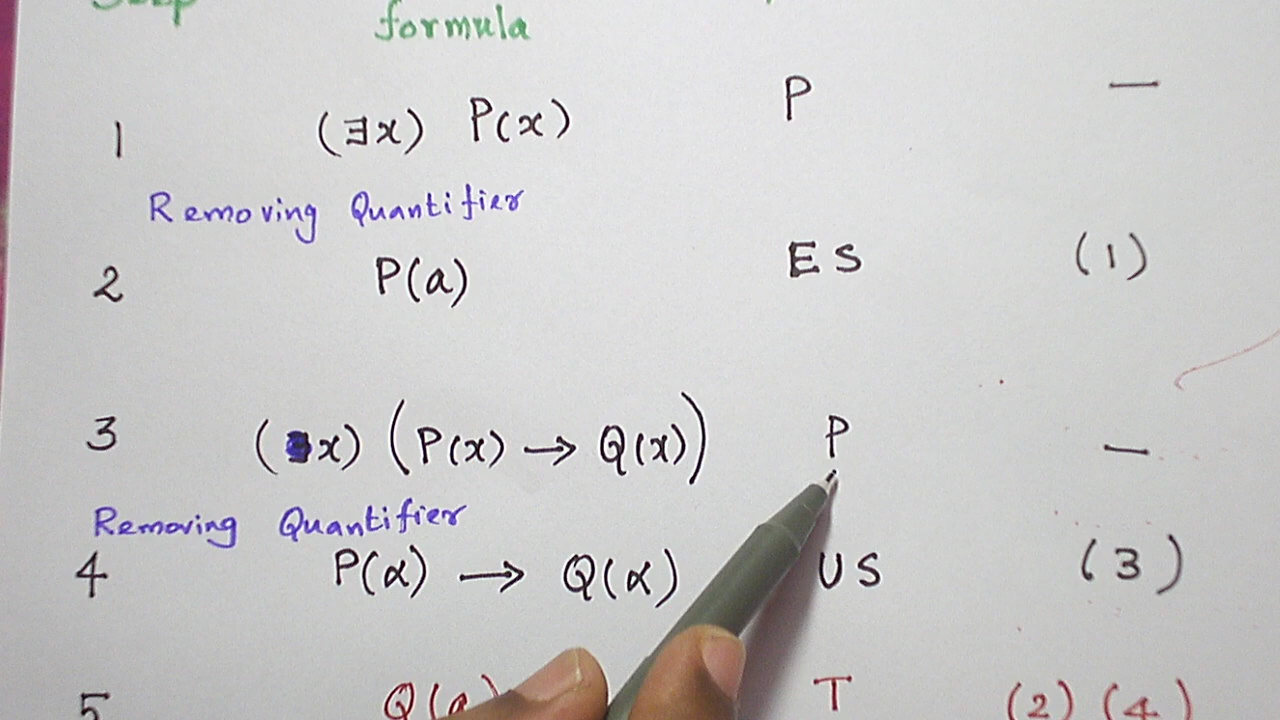 formula
1 (∃x) P(x) P —
Removing Quantifier
2 P(a) ES (1)
3 (∃x) (P(x) → Q(x)) P —
Removing Quantifier
4 P(α) → Q(α) US (3)
5 Q(a) T (2) (4)